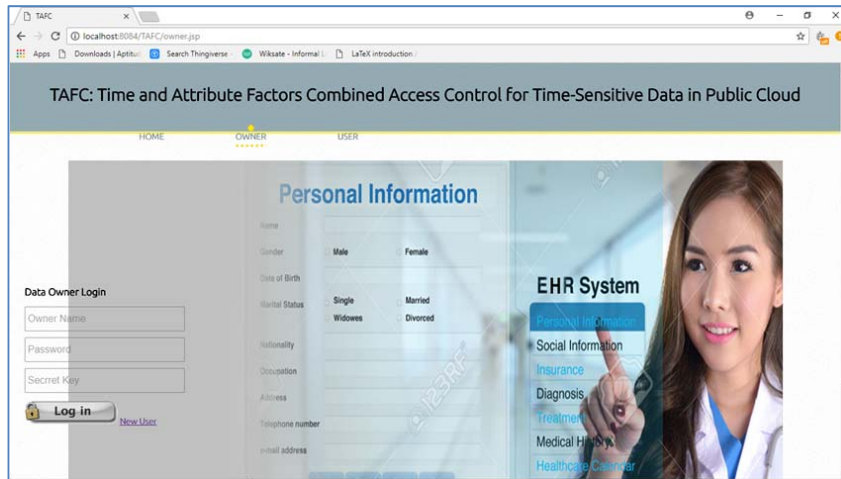 TAFC
localhost:8084/TAFC/owner.jsp
Apps Downloads | Aptitud Search Thingiverse - Wiksate - Informal L LaTeX introduction /
TAFC: Time and Attribute Factors Combined Access Control for Time-Sensitive Data in Public Cloud
HOME OWNER USER
Personal Information
Name
Gender Male Female
Date of Birth
Marital Status Single Married
Widowes Divorced
Nationality
Occupation
Address
Telephone number
e-mail address
EHR System
Personal Information
Social Information
Insurance
Diagnosis
Treatment
Medical History
Healthcare Calendar
123RF
Data Owner Login
Owner Name
Password
Secrret Key
Log in
New User